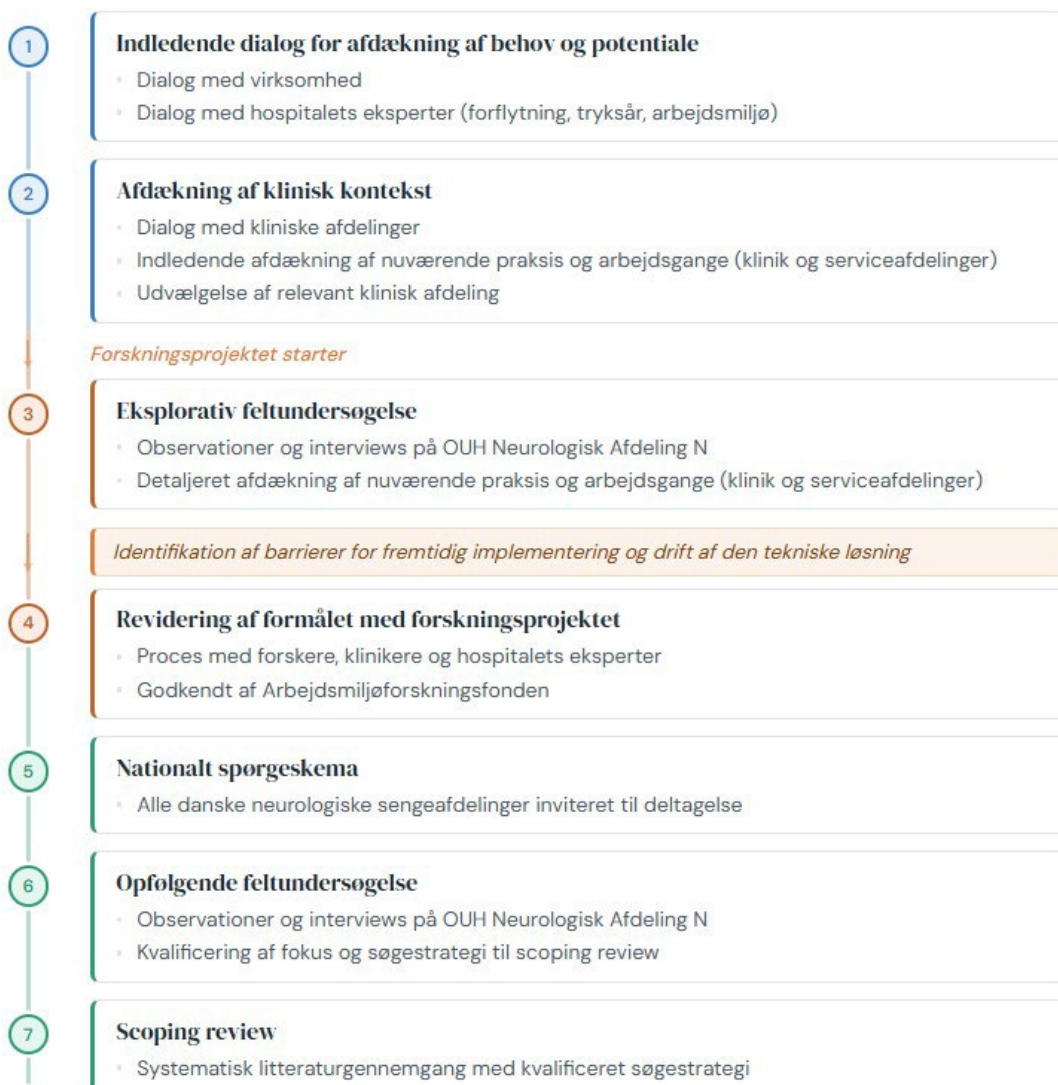 1
Indledende dialog for afdækning af behov og potentiale
Dialog med virksomhed
Dialog med hospitalets eksperter (forflytning, tryksår, arbejdsmiljø)
2
Afdækning af klinisk kontekst
Dialog med kliniske afdelinger
Indledende afdækning af nuværende praksis og arbejdsgange (klinik og serviceafdelinger)
Udvælgelse af relevant klinisk afdeling
Forskningsprojektet starter
3
Eksplorativ feltundersøgelse
Observationer og interviews på OUH Neurologisk Afdeling N
Detaljeret afdækning af nuværende praksis og arbejdsgange (klinik og serviceafdelinger)
Identifikation af barrierer for fremtidig implementering og drift af den tekniske løsning
4
Revidering af formålet med forskningsprojektet
Proces med forskere, klinikere og hospitalets eksperter
Godkendt af Arbejdsmiljøforskningsfonden
5
Nationalt spørgeskema
Alle danske neurologiske sengeafdelinger inviteret til deltagelse
6
Opfølgende feltundersøgelse
Observationer og interviews på OUH Neurologisk Afdeling N
Kvalificering af fokus og søgestrategi til scoping review
7
Scoping review
Systematisk litteraturgennemgang med kvalificeret søgestrategi